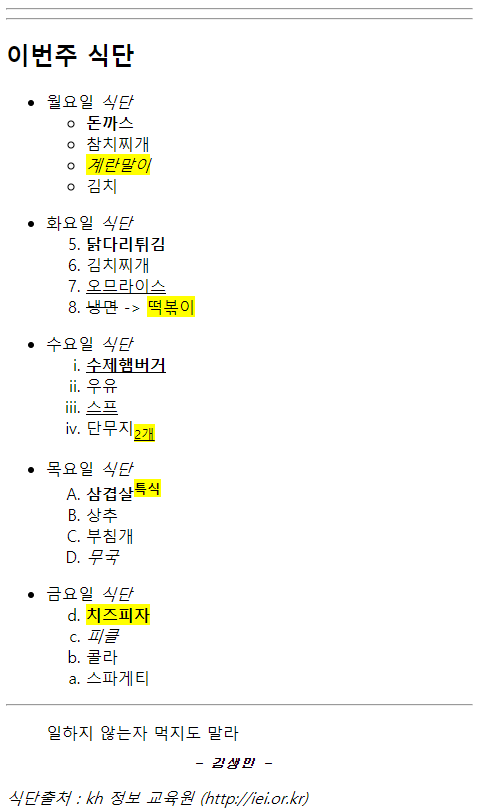 이번주 식단
월요일 식단
돈까스
참치찌개
계란말이
김치
화요일 식단
5. 닭다리튀김
6. 김치찌개
7. 오므라이스
8. 냉면 -> 떡볶이
수요일 식단
i. 수제햄버거
ii. 우유
iii. 스프
iv. 단무지2개
목요일 식단
A. 삼겹살특식
B. 상추
C. 부침개
D. 무국
금요일 식단
d. 치즈피자
c. 피클
b. 콜라
a. 스파게티
일하지 않는자 먹지도 말라
- 김생민 -
식단출처 : kh 정보 교육원 (http://iei.or.kr)